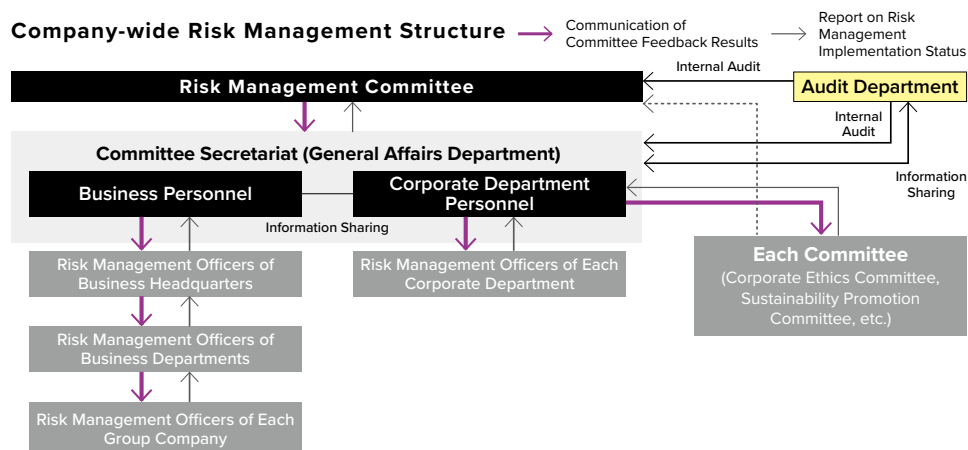 Company-wide Risk Management Structure
Communication of
Committee Feedback Results
Report on Risk
Management
Implementation Status
Internal Audit
Risk Management Committee
Audit Department
Internal
Audit
Committee Secretariat (General Affairs Department)
Information
Sharing
Business Personnel
Corporate Department
Personnel
Information Sharing
Risk Management Officers of
Business Headquarters
Risk Management Officers of Each
Corporate Department
Each Committee
(Corporate Ethics Committee,
Sustainability Promotion
Committee, etc.)
Risk Management Officers of
Business Departments
Risk Management Officers of Each
Group Company